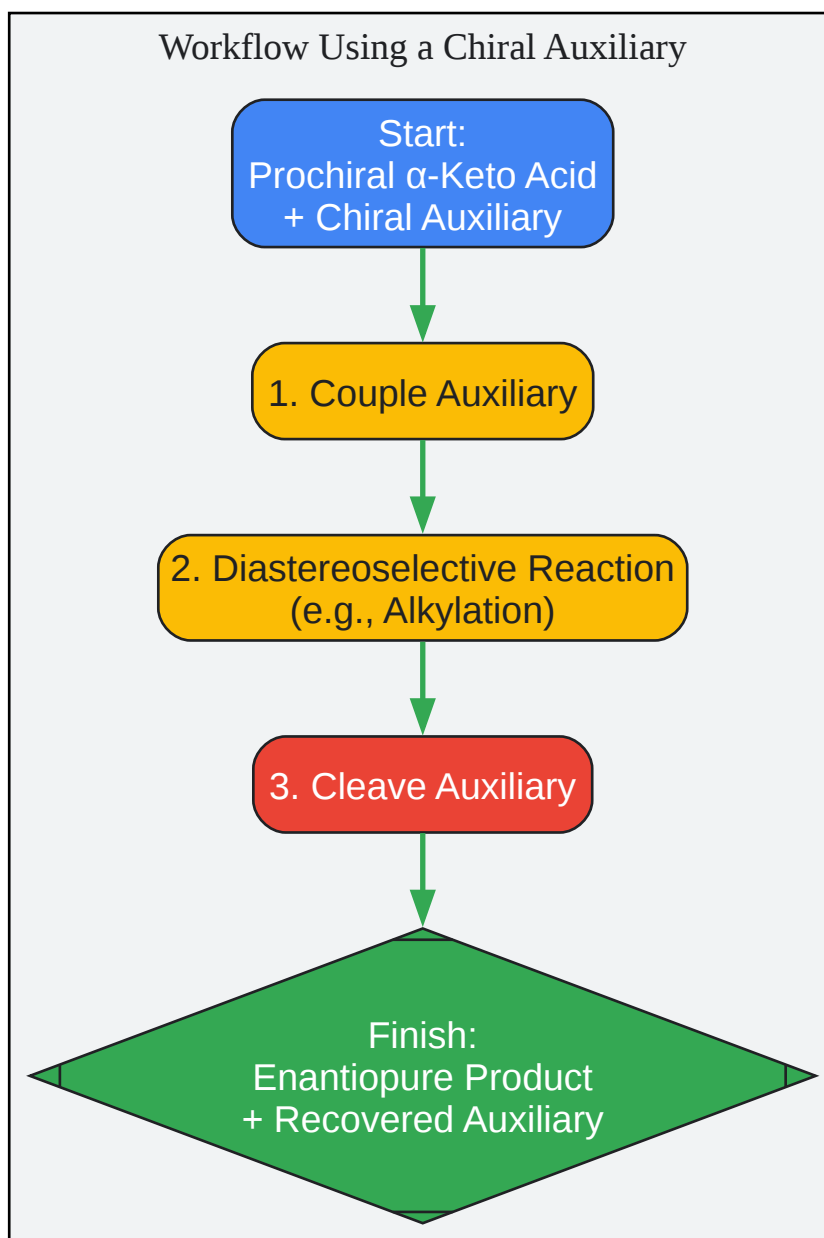 Workflow Using a Chiral Auxiliary
Start:
Prochiral α-Keto Acid
+ Chiral Auxiliary
1. Couple Auxiliary
2. Diastereoselective Reaction
(e.g., Alkylation)
3. Cleave Auxiliary
Finish:
Enantiopure Product
+ Recovered Auxiliary